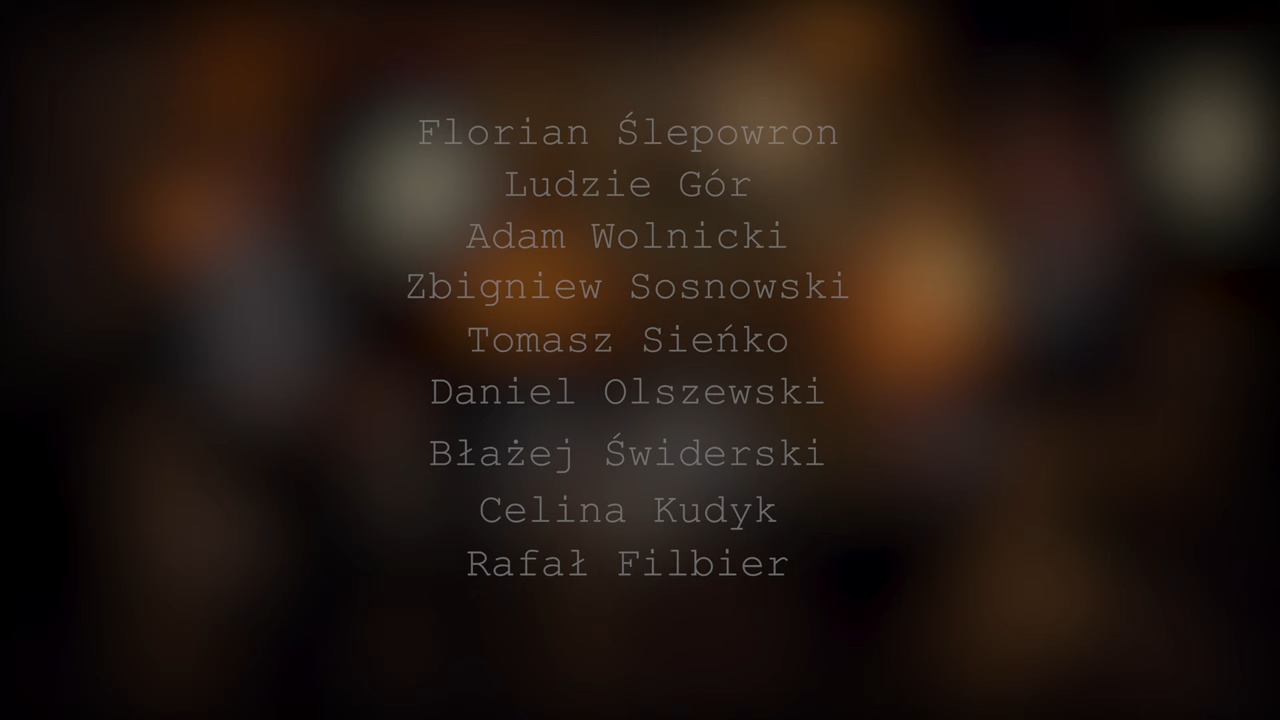 Florian Ślepowron
Ludzie Gór
Adam Wolnicki
Zbigniew Sosnowski
Tomasz Sieńko
Daniel Olszewski
Błażej Świderski
Celina Kudyk
Rafał Filbier